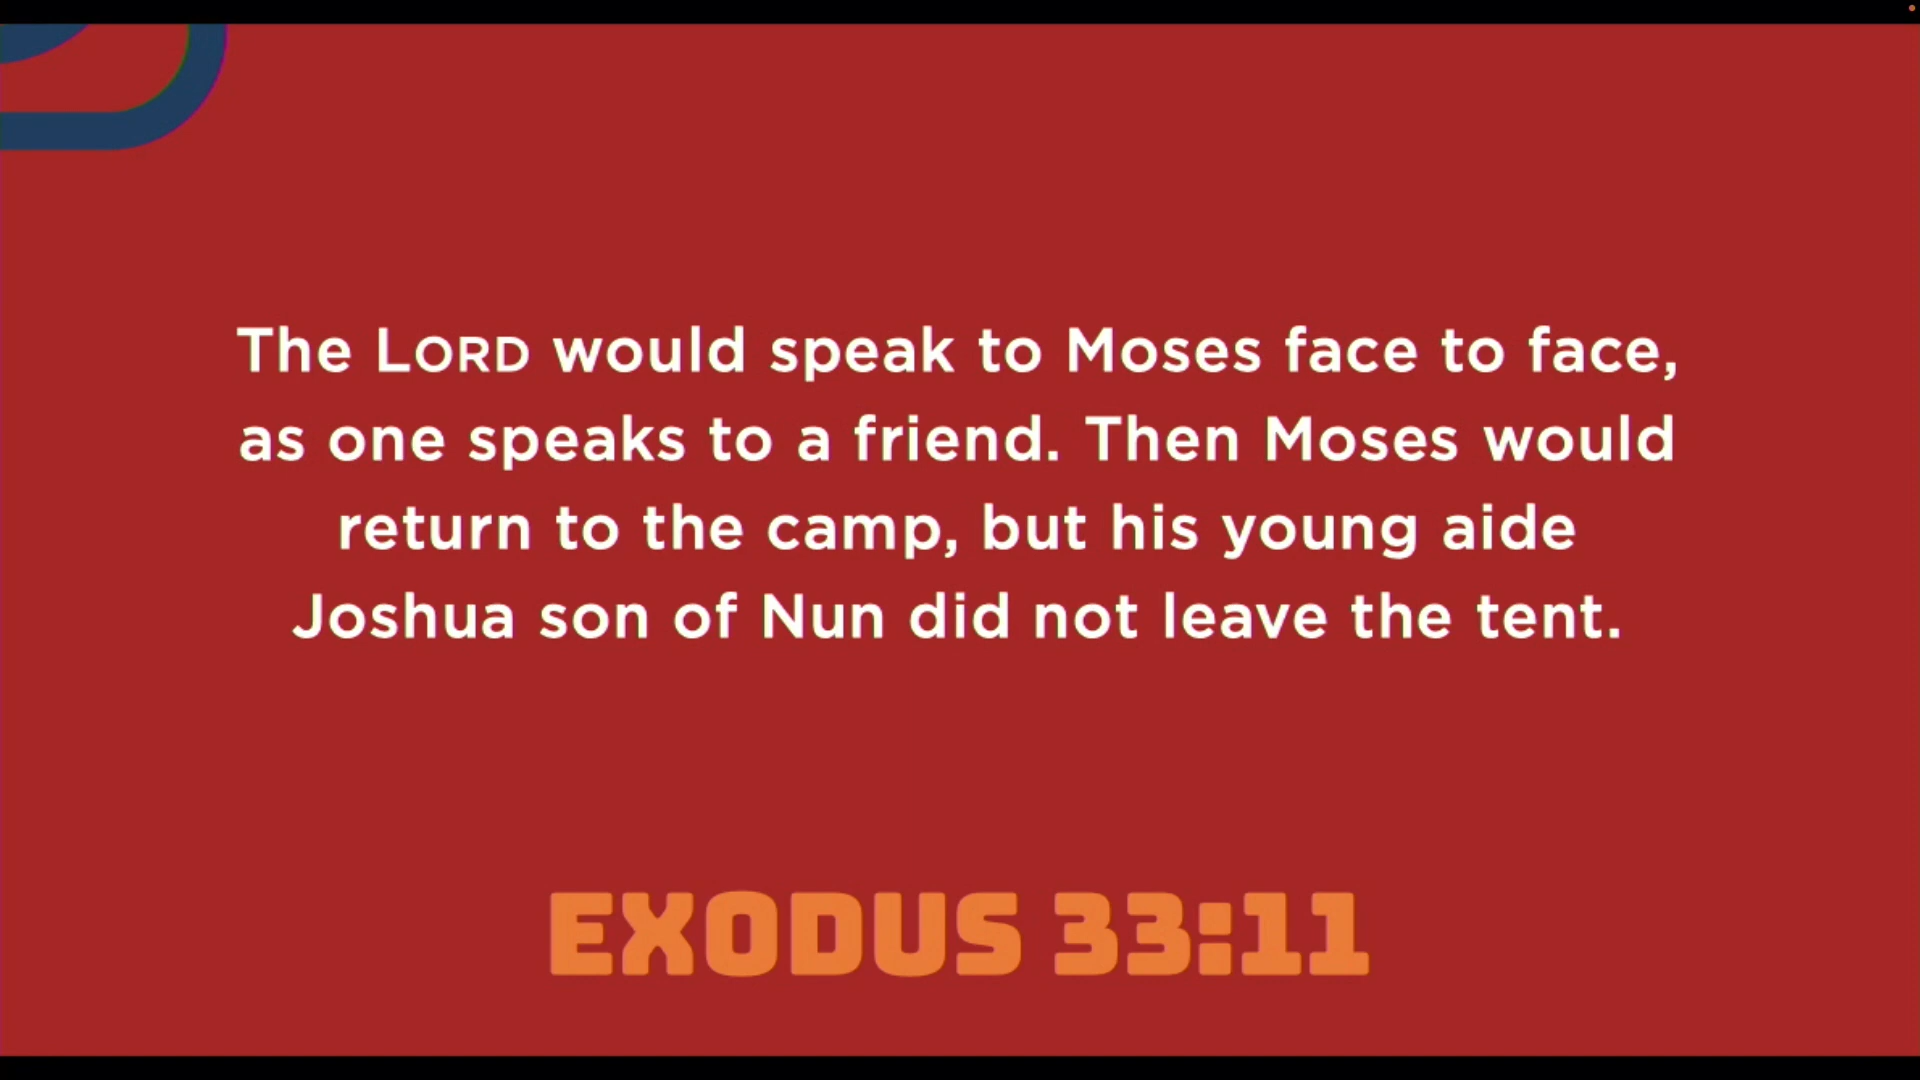 The LORD would speak to Moses face to face,
as one speaks to a friend. Then Moses would
return to the camp, but his young aide
Joshua son of Nun did not leave the tent.
EXODUS 33:11